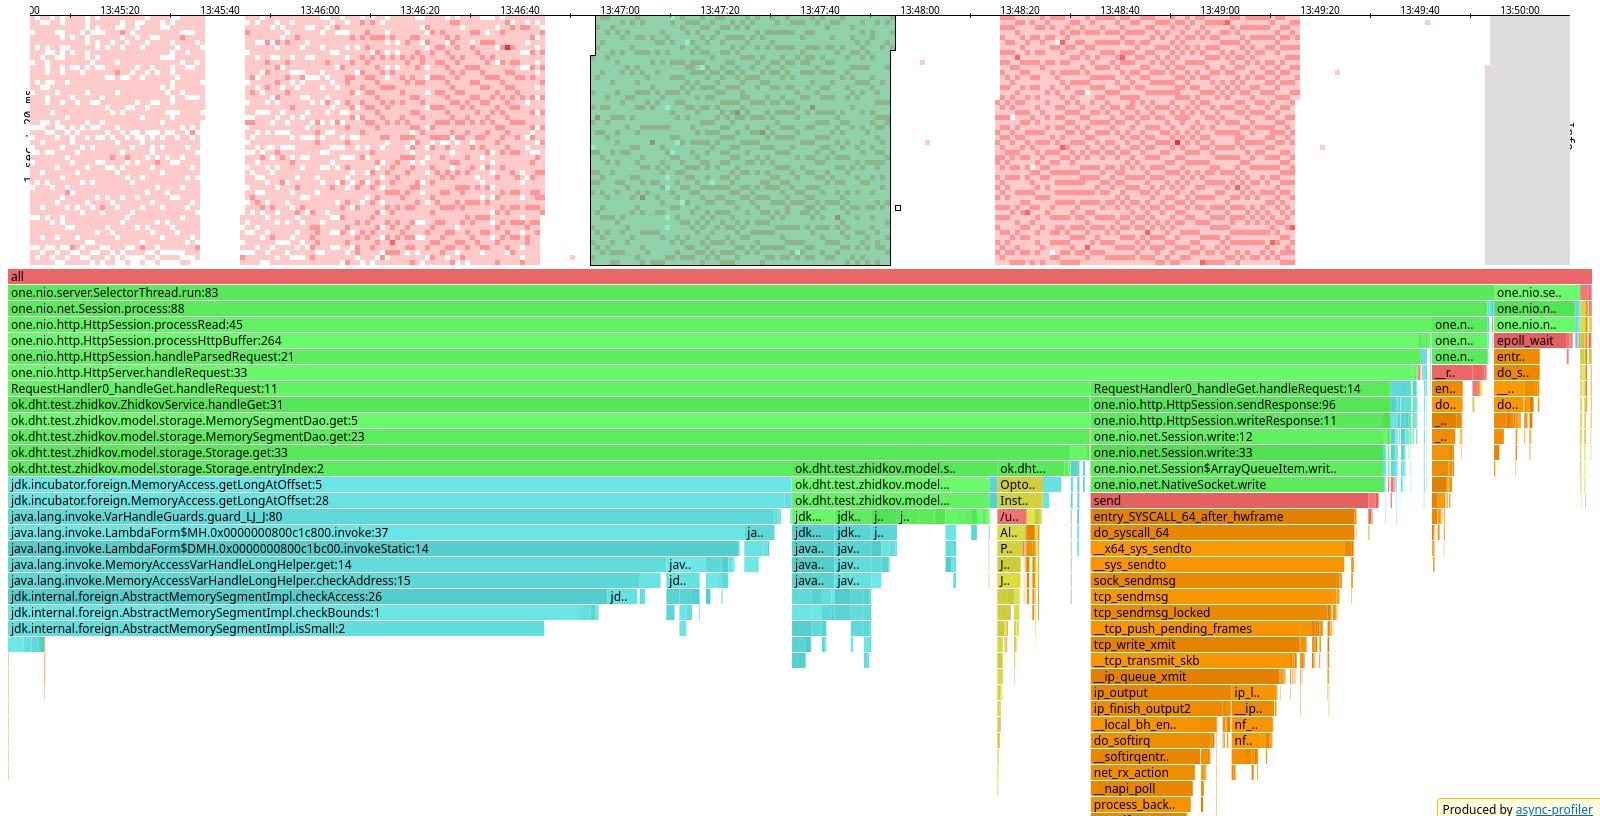 00 13:45:20 13:45:40 13:46:00 13:46:20 13:46:40 13:47:00 13:47:20 13:47:40 13:48:00 13:48:20 13:48:40 13:49:00 13:49:20 13:49:40 13:50:00
all
one.nio.server.SelectorThread.run:83 one.nio.se..
one.nio.net.Session.process:88 one.nio.n..
one.nio.http.HttpSession.processRead:45 one.n.. one.nio.n..
one.nio.http.HttpSession.processHttpBuffer:264 one.n.. epoll_wait
one.nio.http.HttpSession.handleParsedRequest:21 one.n.. entr..
one.nio.http.HttpServer.handleRequest:33 __r.. do_s..
RequestHandler0_handleGet.handleRequest:11 RequestHandler0_handleGet.handleRequest:14 en.. __..
ok.dht.test.zhidkov.ZhidkovService.handleGet:31 one.nio.http.HttpSession.sendResponse:96 do.. do..
ok.dht.test.zhidkov.model.storage.MemorySegmentDao.get:5 one.nio.http.HttpSession.writeResponse:11 _..
ok.dht.test.zhidkov.model.storage.MemorySegmentDao.get:23 one.nio.net.Session.write:12 _..
ok.dht.test.zhidkov.model.storage.Storage.get:33 one.nio.net.Session.write:33
ok.dht.test.zhidkov.model.storage.Storage.entryIndex:2 ok.dht.test.zhidkov.model.s.. ok.dht... one.nio.net.Session$ArrayQueueItem.writ..
jdk.incubator.foreign.MemoryAccess.getLongAtOffset:5 ok.dht.test.zhidkov.model... Opto.. one.nio.net.NativeSocket.write
jdk.incubator.foreign.MemoryAccess.getLongAtOffset:28 ok.dht.test.zhidkov.model... Inst.. send
java.lang.invoke.VarHandleGuards.guard_LJ_J:80 jdk... jdk.. j.. j.. /u.. entry_SYSCALL_64_after_hwframe
java.lang.invoke.LambdaForm$MH.0x0000000800c1c800.invoke:37 ja.. jdk... jdk.. j.. Al.. do_syscall_64
java.lang.invoke.LambdaForm$DMH.0x0000000800c1bc00.invokeStatic:14 java.. jav.. P.. __x64_sys_sendto
java.lang.invoke.MemoryAccessVarHandleLongHelper.get:14 jav.. java.. jav.. J.. __sys_sendto
java.lang.invoke.MemoryAccessVarHandleLongHelper.checkAddress:15 jd.. java.. jav.. J.. sock_sendmsg
jdk.internal.foreign.AbstractMemorySegmentImpl.checkAccess:26 jd.. tcp_sendmsg
jdk.internal.foreign.AbstractMemorySegmentImpl.checkBounds:1 tcp_sendmsg_locked
jdk.internal.foreign.AbstractMemorySegmentImpl.isSmall:2 __tcp_push_pending_frames
tcp_write_xmit
__tcp_transmit_skb
__ip_queue_xmit
ip_output ip_l..
ip_finish_output2 __ip..
__local_bh_en.. nf_..
do_softirq nf..
__softirqentr..
net_rx_action
__napi_poll
process_back..
Produced by async-profiler